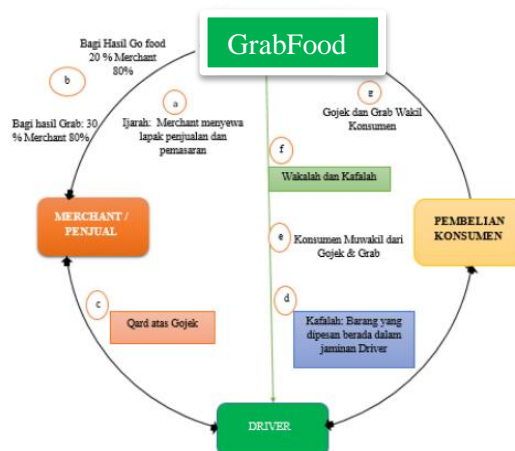 GrabFood
Bagi Hasil Go food
20 % Merchant
80%
b
g
a
Gojek dan Grab Wakil
Konsumen
Bagi hasil Grab: 30
% Merchant 80%
Ijarah: Merchant menyewa
lapak penjualan dan
pemasaran
f
Wakalah dan Kafalah
MERCHANT /
PENJUAL
PEMBELIAN
KONSUMEN
e
Konsumen Muwakil dari
Gojek & Grab
c
d
Qard atas Gojek
Kafalah: Barang yang
dipesan berada dalam
jaminan Driver
DRIVER